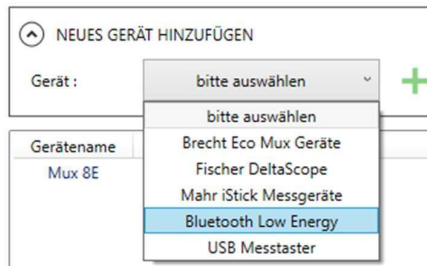 NEUES GERÄT HINZUFÜGEN
Gerät :
bitte auswählen
bitte auswählen
Brecht Eco Mux Geräte
Fischer DeltaScope
Mahr iStick Messgeräte
Bluetooth Low Energy
USB Messtaster
Gerätename
Mux 8E